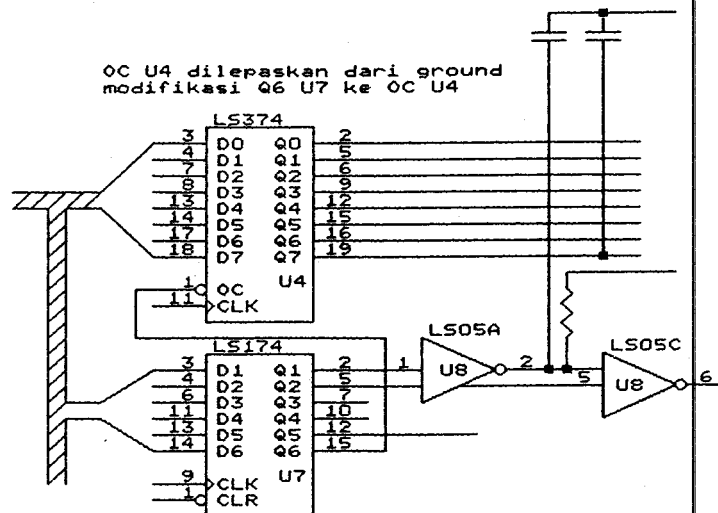 OC U4 dilepaskan dari ground
modifikasi Q6 U7 ke OC U4
LS374
3 D0 Q0 2
4 D1 Q1 5
7 D2 Q2 6
8 D3 Q3 9
13 D4 Q4 12
14 D5 Q5 15
17 D6 Q6 16
18 D7 Q7 19
1 OC U4
11 CLK
LS174
3 D1 Q1 2
4 D2 Q2 5
6 D3 Q3 7
11 D4 Q4 10
13 D5 Q5 12
14 D6 Q6 15
9 CLK U7
1 CLR
LS05A
1 U8 2
LS05C
5 U8 6